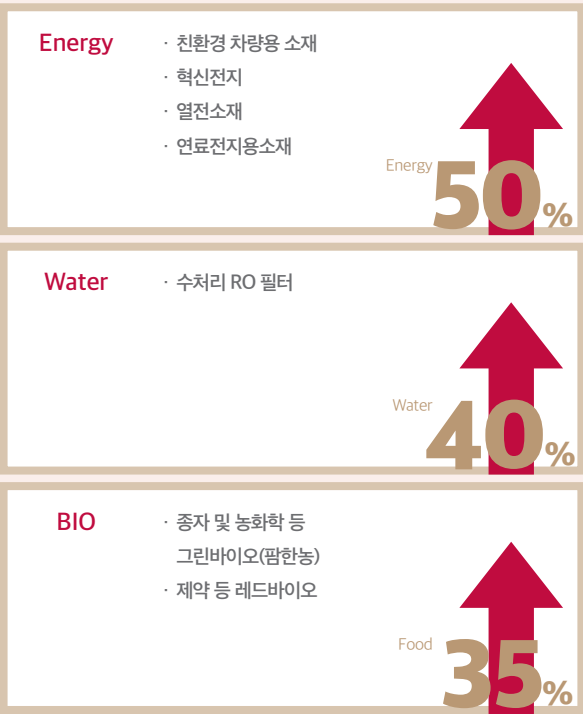 Energy
· 친환경 차량용 소재
· 혁신전지
· 열전소재
· 연료전지용소재
Energy
50%
Water
· 수처리 RO 필터
Water
40%
BIO
· 종자 및 농화학 등
그린바이오(팜한농)
· 제약 등 레드바이오
Food
35%